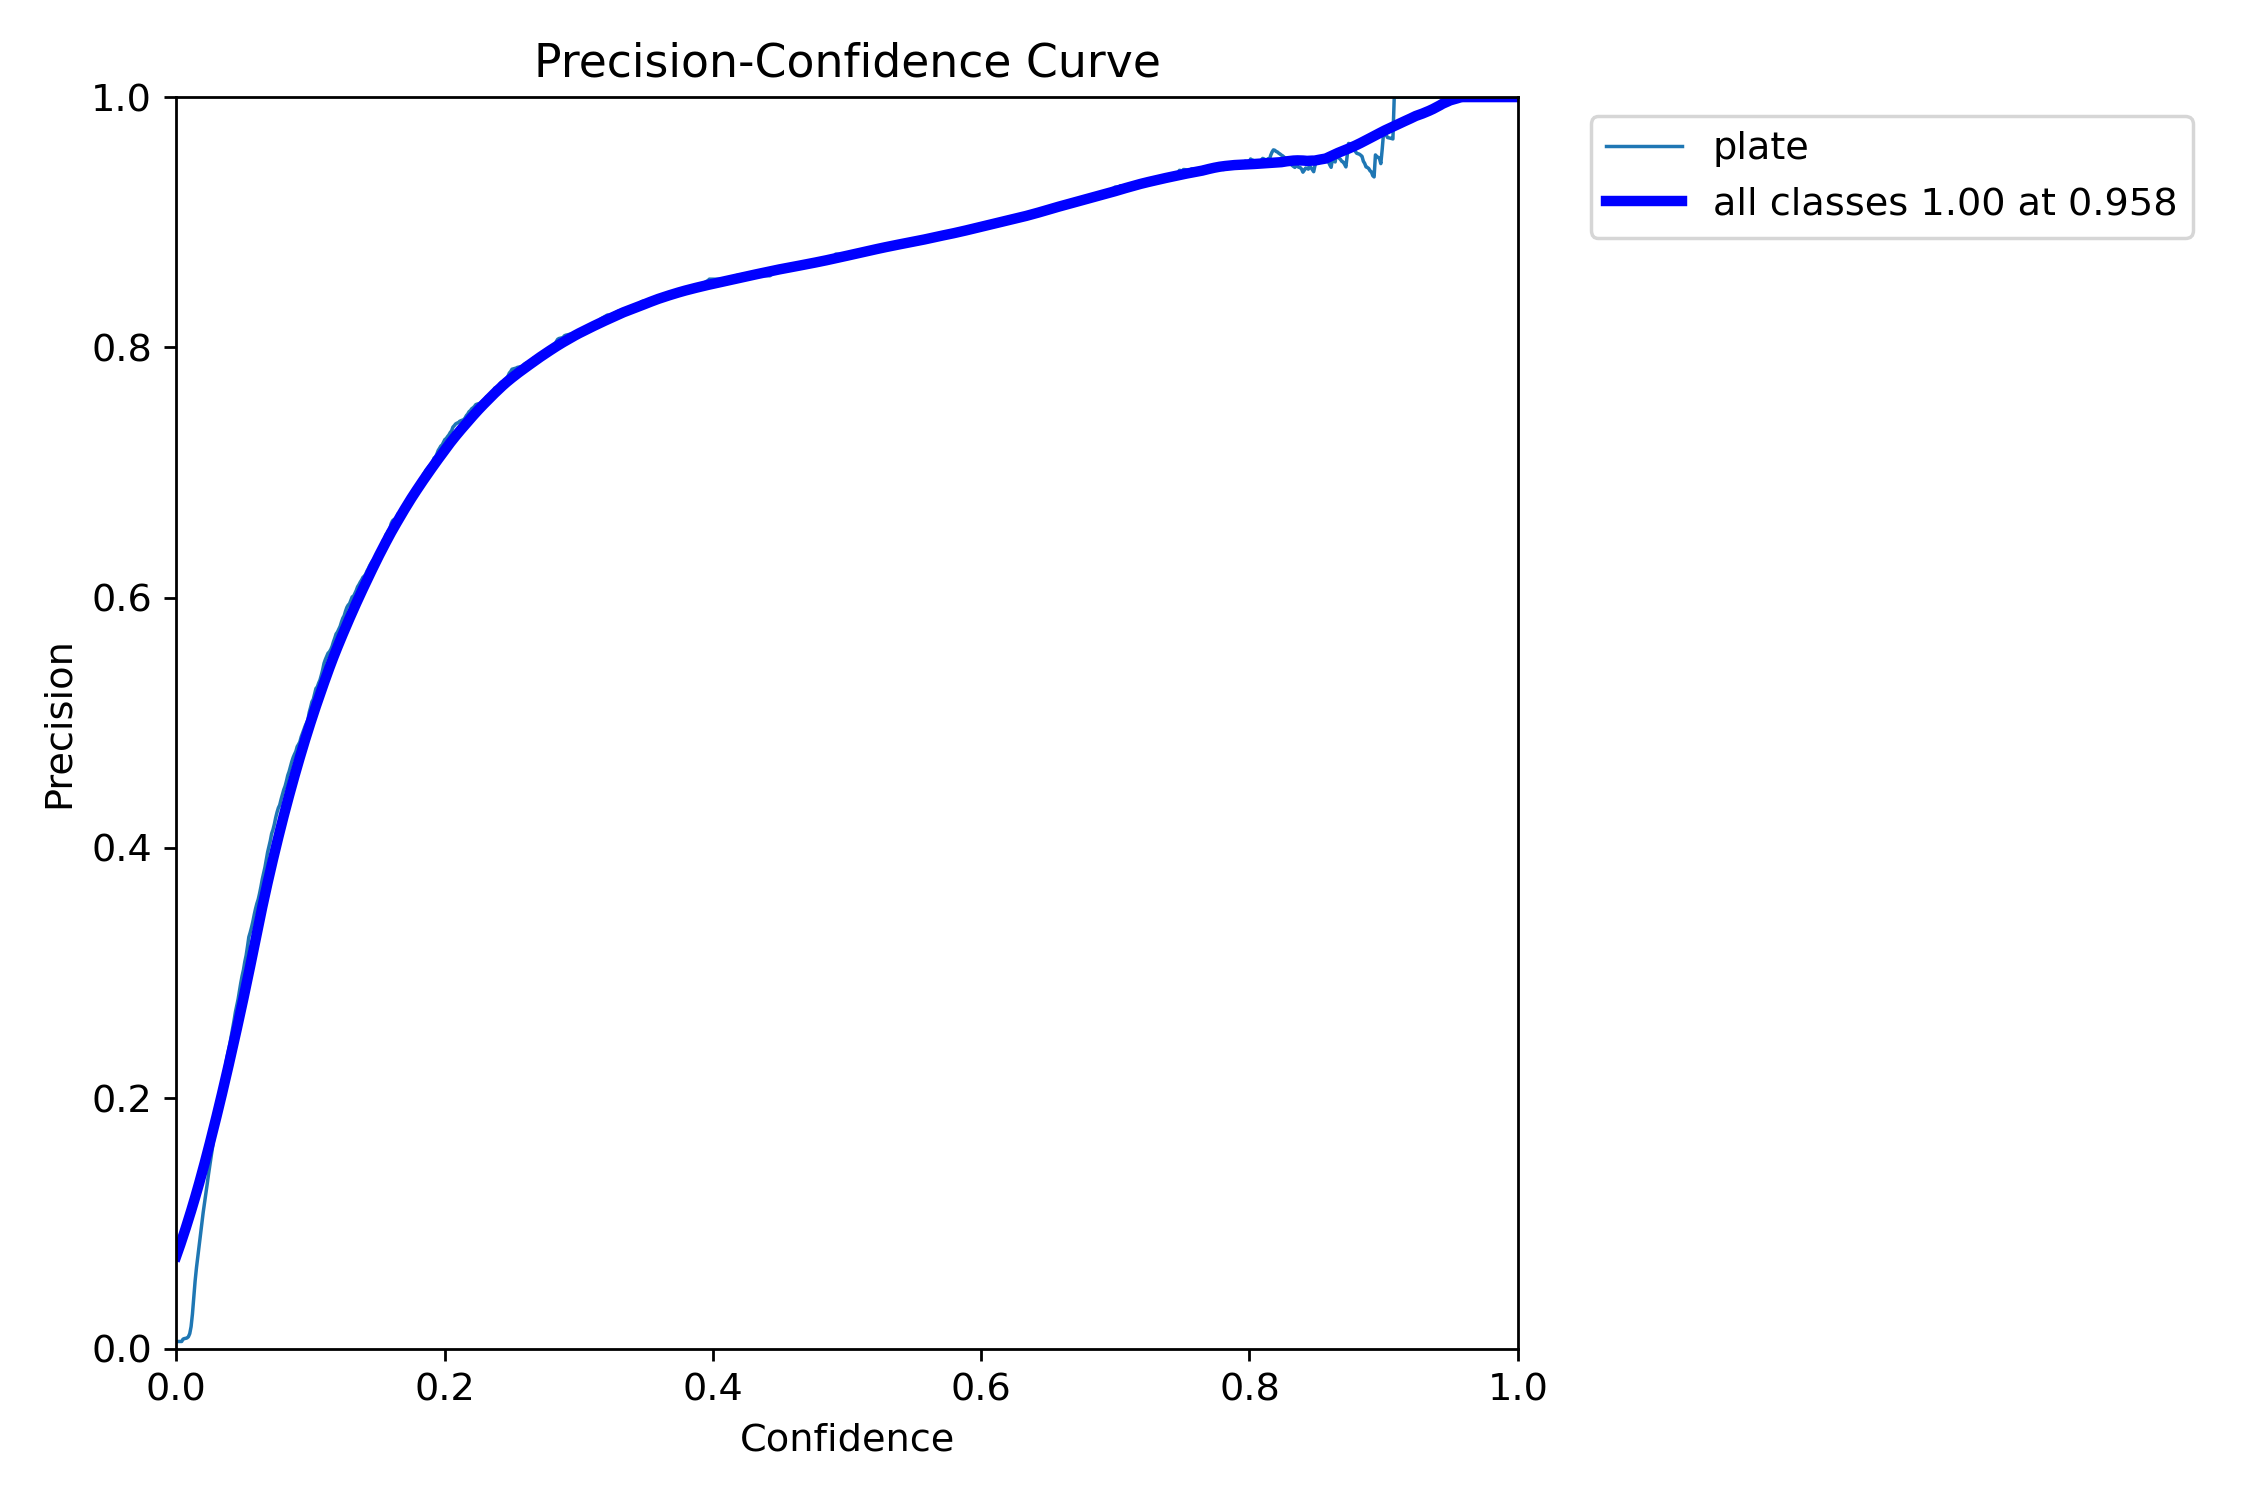 Precision-Confidence Curve
1.0
0.8
0.6
0.4
0.2
0.0
Precision
0.0 0.2 0.4 0.6 0.8 1.0
Confidence
plate
all classes 1.00 at 0.958